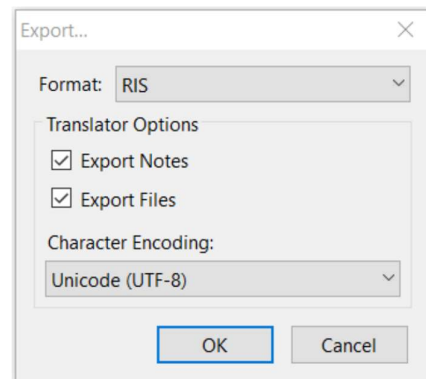 Export...
Format: RIS
Translator Options
Export Notes
Export Files
Character Encoding:
Unicode (UTF-8)
OK Cancel